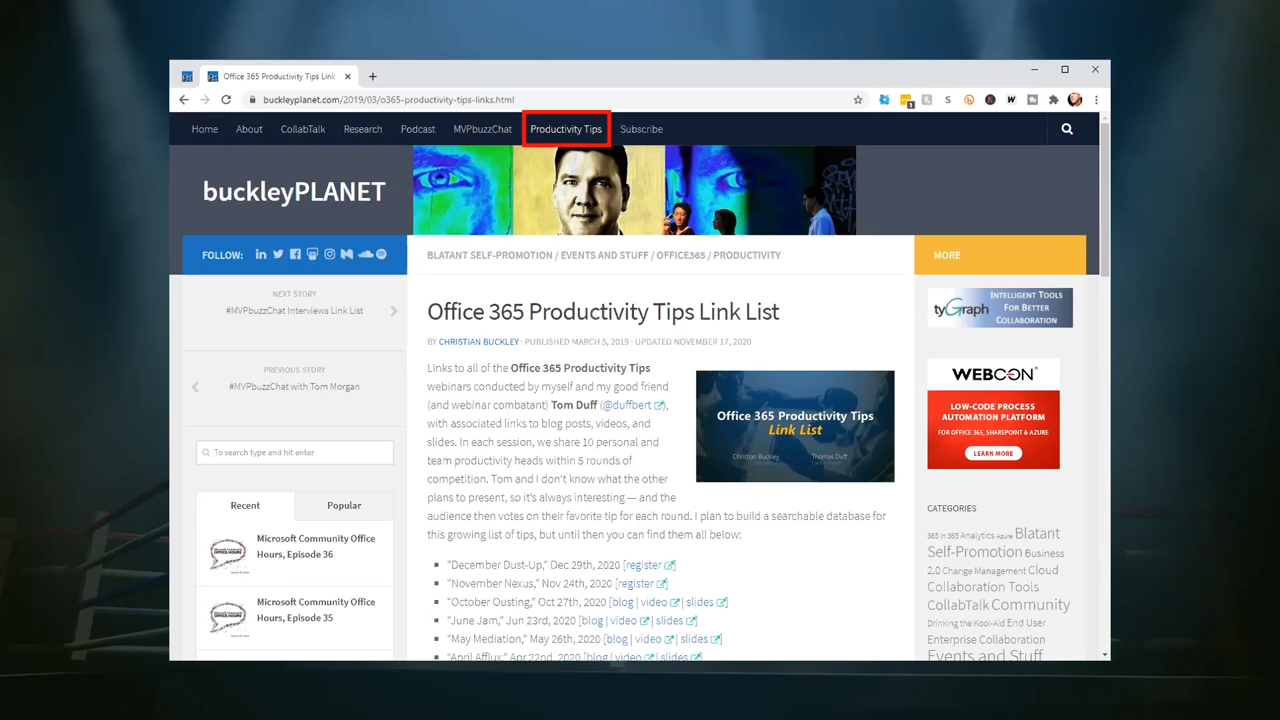 Office 365 Productivity Tips Link
buckleyplanet.com/2019/03/o365-productivity-tips-links.html
Home About CollabTalk Research Podcast MVPbuzzChat Productivity Tips Subscribe
buckleyPLANET
FOLLOW:
BLATANT SELF-PROMOTION / EVENTS AND STUFF / OFFICE365 / PRODUCTIVITY
MORE
NEXT STORY
#MVPbuzzChat Interviews Link List
PREVIOUS STORY
#MVPbuzzChat with Tom Morgan
To search type and hit enter
Recent Popular
Microsoft Community Office
Hours, Episode 36
Microsoft Community Office
Hours, Episode 35
Office 365 Productivity Tips Link List
BY CHRISTIAN BUCKLEY · PUBLISHED MARCH 5, 2019 · UPDATED NOVEMBER 17, 2020
Links to all of the Office 365 Productivity Tips
webinars conducted by myself and my good friend
(and webinar combatant) Tom Duff (@duffbert),
with associated links to blog posts, videos, and
slides. In each session, we share 10 personal and
team productivity heads within 5 rounds of
competition. Tom and I don't know what the other
plans to present, so it's always interesting — and the
audience then votes on their favorite tip for each round. I plan to build a searchable database for
this growing list of tips, but until then you can find them all below:
Office 365 Productivity Tips
Link List
Christian Buckley Thomas Duff
"December Dust-Up," Dec 29th, 2020 [register]
"November Nexus," Nov 24th, 2020 [register]
"October Ousting," Oct 27th, 2020 [blog | video | slides]
"June Jam," Jun 23rd, 2020 [blog | video | slides]
"May Mediation," May 26th, 2020 [blog | video | slides]
"April Afflux," Apr 22nd, 2020 [blog | video | slides]
tyGraph
INTELLIGENT TOOLS
FOR BETTER
COLLABORATION
WEBCON®
LOW-CODE PROCESS
AUTOMATION PLATFORM
FOR OFFICE 365, SHAREPOINT & AZURE
LEARN MORE
CATEGORIES
365 in 365 Analytics Azure Blatant
Self-Promotion Business
2.0 Change Management Cloud
Collaboration Tools
CollabTalk Community
Drinking the Kool-Aid End User
Enterprise Collaboration
Events and Stuff